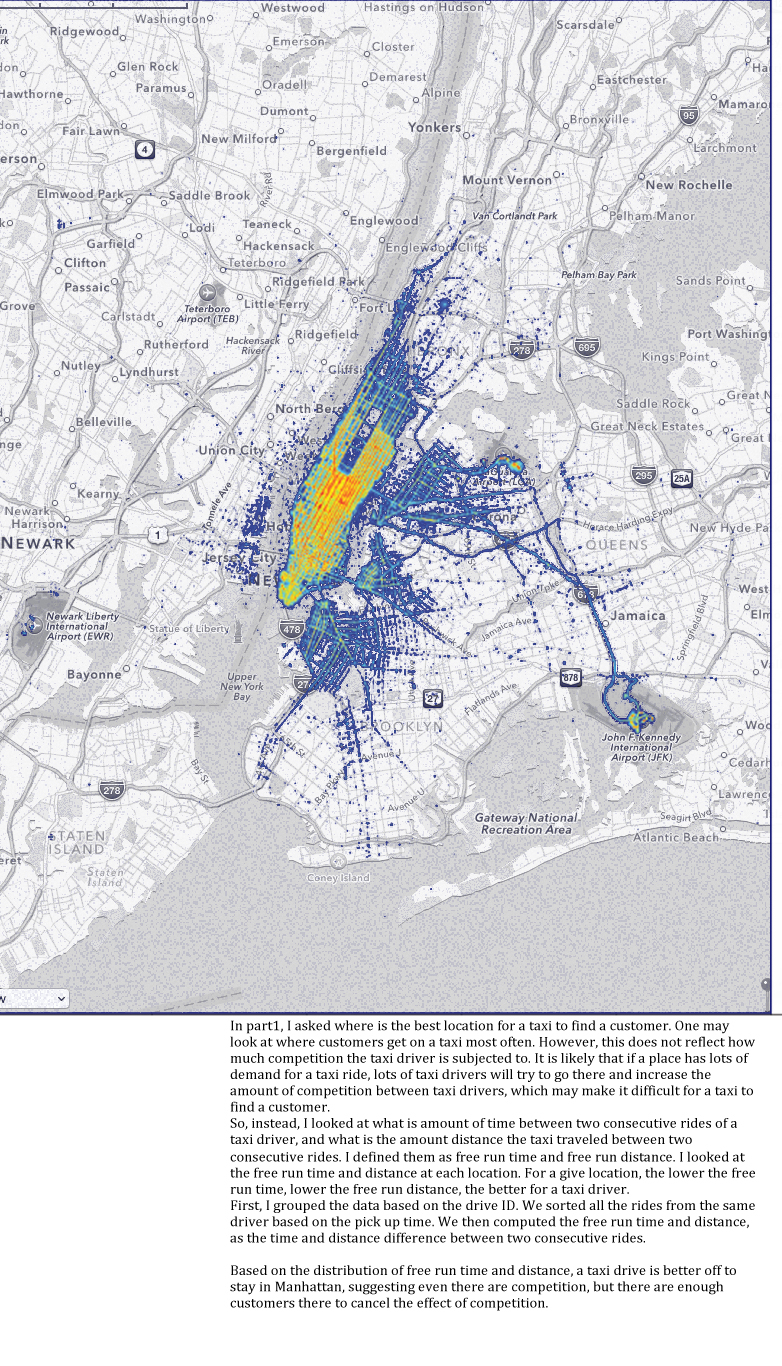 Washington
Westwood
Hastings on Hudson
Scarsdale
Ridgewood
Emerson
Closter
Glen Rock
Demarest
Eastchester
Hawthorne
Paramus
Oradell
Alpine
Mamaro
Dumont
Yonkers
Bronxville
95
Fair Lawn
New Milford
4
Bergenfield
Larchmont
erson
Mount Vernon
New Rochelle
Elmwood Park
Saddle Brook
River Rd
Englewood
Van Cortlandt Park
Pelham Manor
Lodi
Teaneck
Garfield
Hackensack
Englewood Cliffs
Clifton
Teterboro
Pelham Bay Park
Sands Point
Passaic
Ridgefield Park
Grove
Teterboro
Airport (TEB)
Little Ferry
Carlstadt
Rutherford
Hackensack
River
Ridgefield
Port Washingt
278
695
Kings Point
Nutley
Lyndhurst
Saddle Rock
North Ber
Great Neck Estates
Belleville
Union City
295
25A
Kearny
Tonnele Ave
Newark
Harrison
1
Horace Harding Expy
New Hyde Pa
NEWARK
QUEENS
Jersey City
Newark Liberty
International
Airport (EWR)
Statue of Liberty
478
Union Tpke
Jamaica
Jamaica Ave
Springfield Blvd
Bayonne
Upper
New York
Bay
27
878
Flatlands Ave
BROOKLYN
John F Kennedy
International
Airport (JFK)
Avenue J
Bay St
278
Avenue U
Cedarh
Lawrenc
STATEN
ISLAND
Staten
Island
Gateway National
Recreation Area
Seagirt Blvd
Atlantic Beach
Coney Island
In part1, I asked where is the best location for a taxi to find a customer. One may
look at where customers get on a taxi most often. However, this does not reflect how
much competition the taxi driver is subjected to. It is likely that if a place has lots of
demand for a taxi ride, lots of taxi drivers will try to go there and increase the
amount of competition between taxi drivers, which may make it difficult for a taxi to
find a customer.
So, instead, I looked at what is amount of time between two consecutive rides of a
taxi driver, and what is the amount distance the taxi traveled between two
consecutive rides. I defined them as free run time and free run distance. I looked at
the free run time and distance at each location. For a give location, the lower the free
run time, lower the free run distance, the better for a taxi driver.
First, I grouped the data based on the drive ID. We sorted all the rides from the same
driver based on the pick up time. We then computed the free run time and distance,
as the time and distance difference between two consecutive rides.
Based on the distribution of free run time and distance, a taxi drive is better off to
stay in Manhattan, suggesting even there are competition, but there are enough
customers there to cancel the effect of competition.